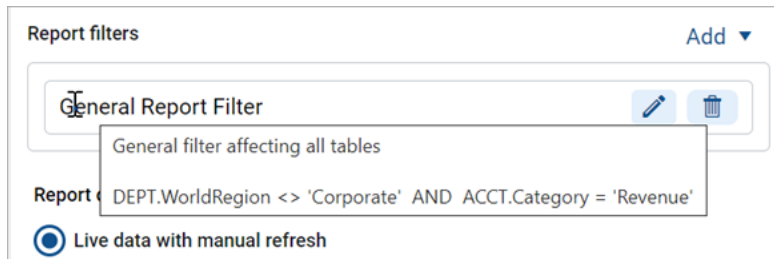 Report filters
Add
General Report Filter
General filter affecting all tables
DEPT.WorldRegion <> 'Corporate' AND ACCT.Category = 'Revenue'
Report
Live data with manual refresh